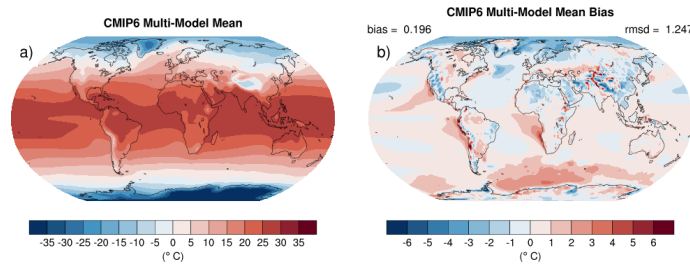 CMIP6 Multi-Model Mean
a)
-35 -30 -25 -20 -15 -10 -5 0 5 10 15 20 25 30 35
(° C)
CMIP6 Multi-Model Mean Bias
bias = 0.196 rmsd = 1.247
b)
-6 -5 -4 -3 -2 -1 0 1 2 3 4 5 6
(° C)